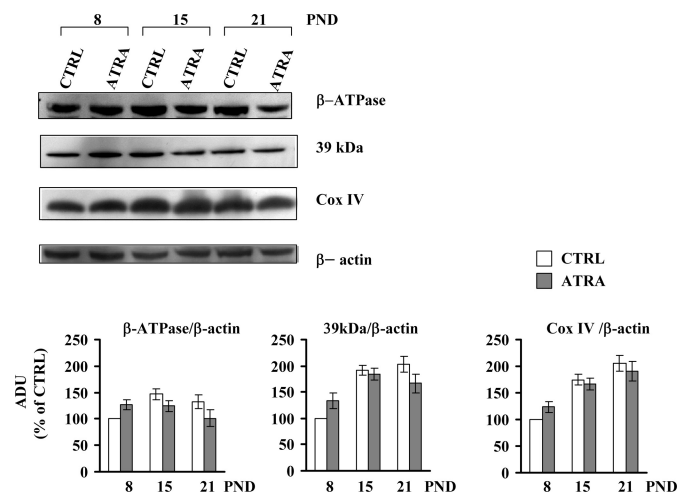 8 15 21 PND
CTRL ATRA CTRL ATRA CTRL ATRA
β−ATPase
39 kDa
Cox IV
β− actin
CTRL
ATRA
β-ATPase/β-actin 39kDa/β-actin Cox IV /β-actin
ADU
(% of CTRL)
250 250 250
200 200 200
150 150 150
100 100 100
50 50 50
0 0 0
8 15 21 PND 8 15 21 PND 8 15 21 PND